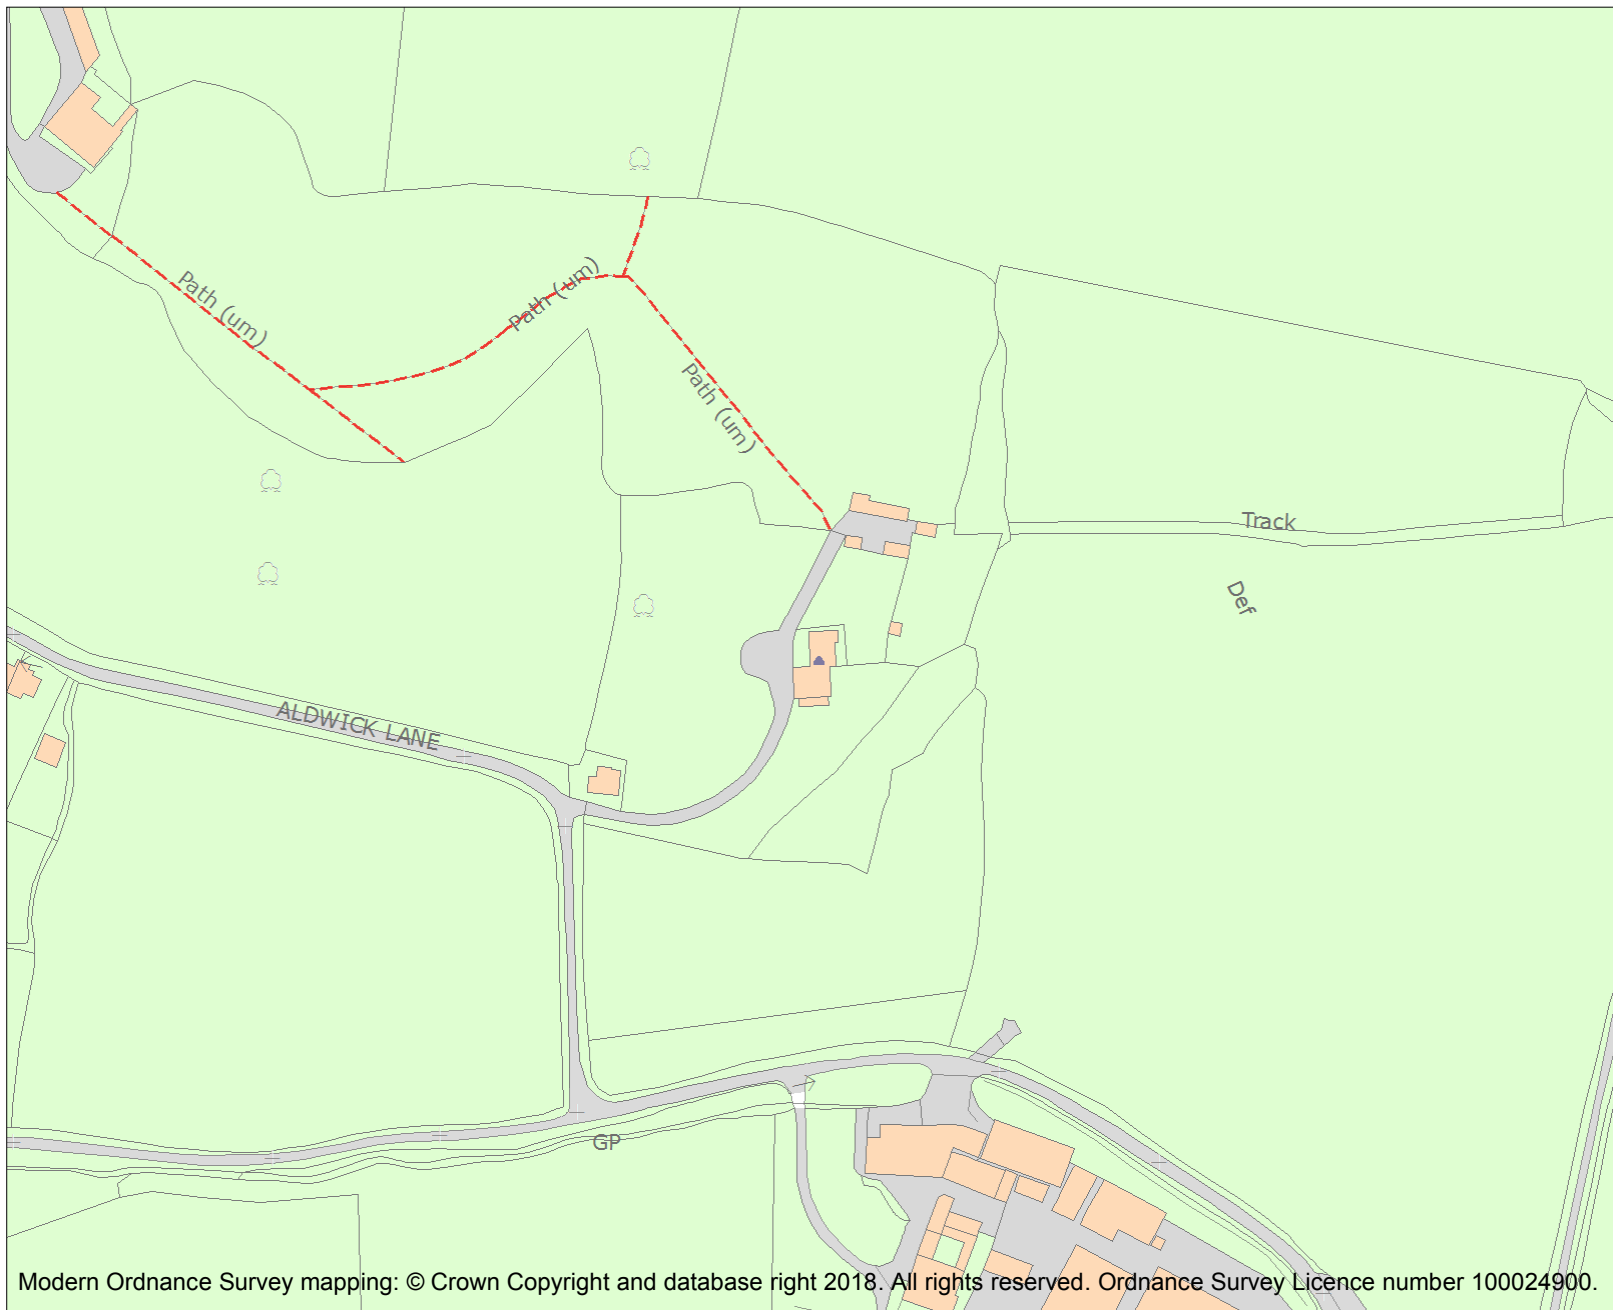 Path (um)
Path (um)
Path (um)
Track
Def
ALDWICK LANE
GP
Modern Ordnance Survey mapping: © Crown Copyright and database right 2018. All rights reserved. Ordnance Survey Licence number 100024900.